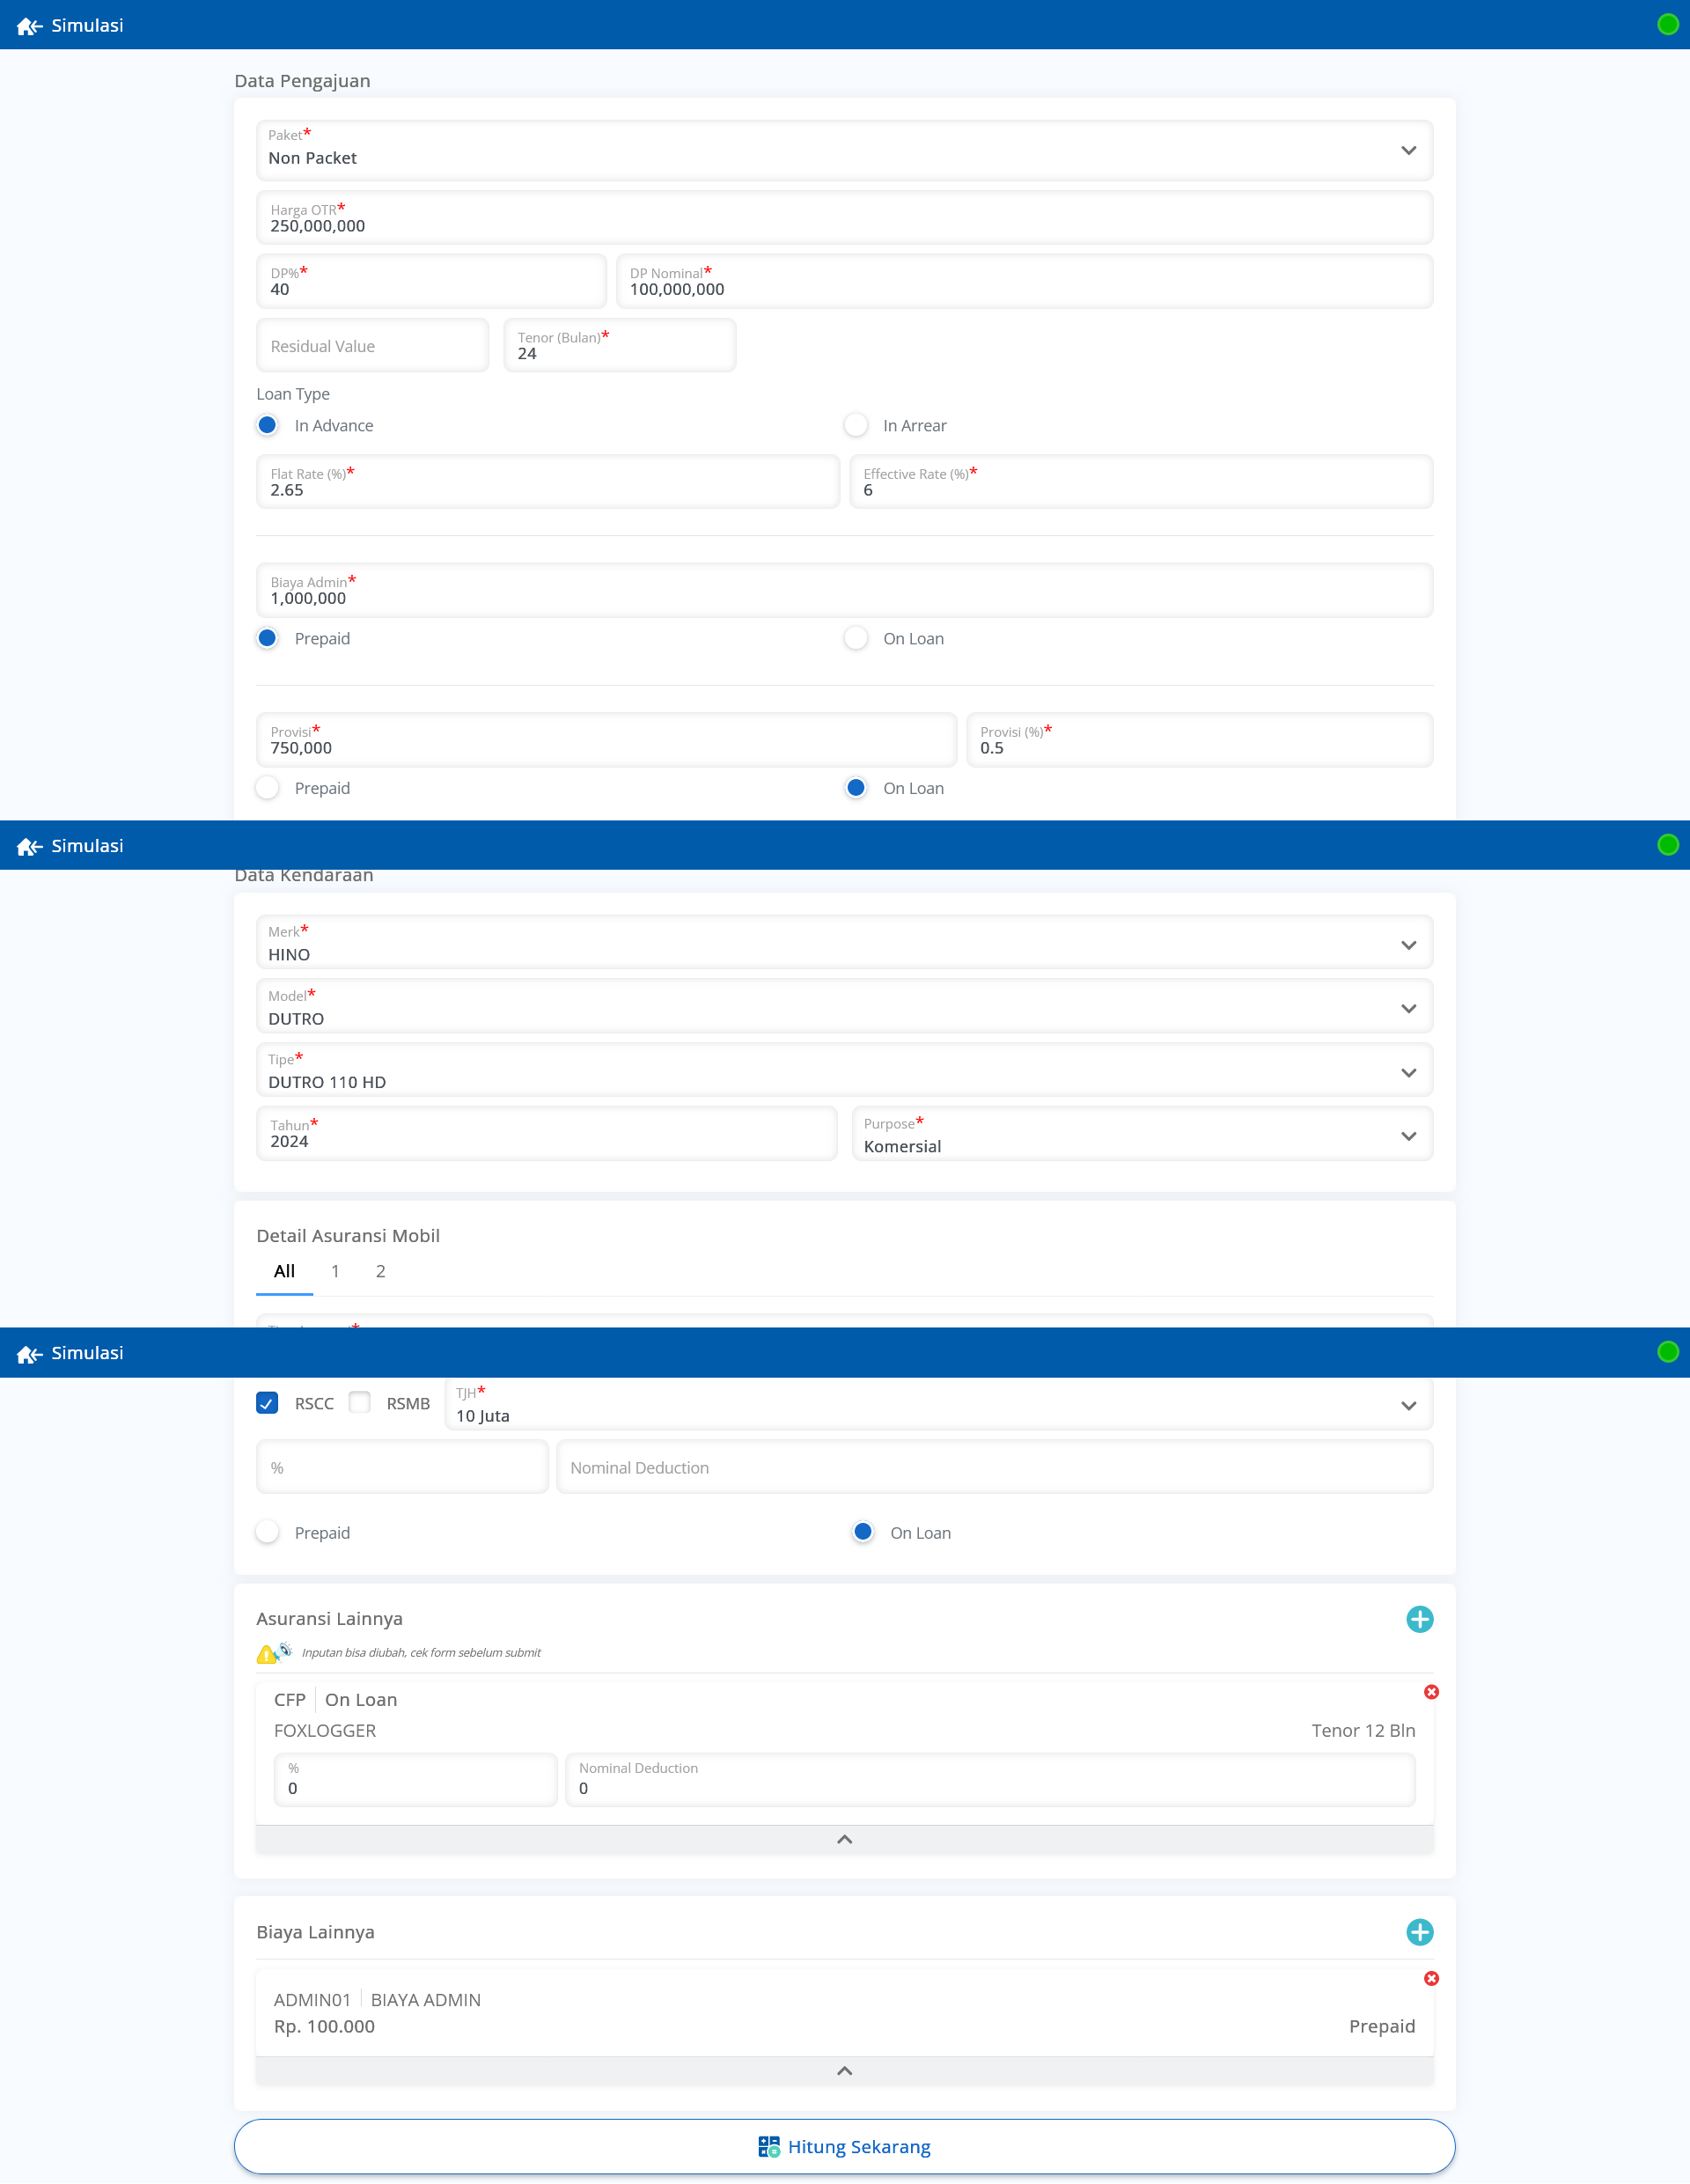 Simulasi
Data Pengajuan
Paket*
Non Packet
Harga OTR*
250,000,000
DP%* DP Nominal*
40 100,000,000
Residual Value Tenor (Bulan)*
24
Loan Type
In Advance In Arrear
Flat Rate (%)* Effective Rate (%)*
2.65 6
Biaya Admin*
1,000,000
Prepaid On Loan
Provisi* Provisi (%)*
750,000 0.5
Prepaid On Loan
Simulasi
Data Kendaraan
Merk*
HINO
Model*
DUTRO
Tipe*
DUTRO 110 HD
Tahun* Purpose*
2024 Komersial
Detail Asuransi Mobil
All 1 2
Simulasi
RSCC RSMB TJH*
10 Juta
% Nominal Deduction
Prepaid On Loan
Asuransi Lainnya
Inputan bisa diubah, cek form sebelum submit
CFP On Loan
FOXLOGGER Tenor 12 Bln
% Nominal Deduction
0 0
Biaya Lainnya
ADMIN01 BIAYA ADMIN
Rp. 100.000 Prepaid
Hitung Sekarang